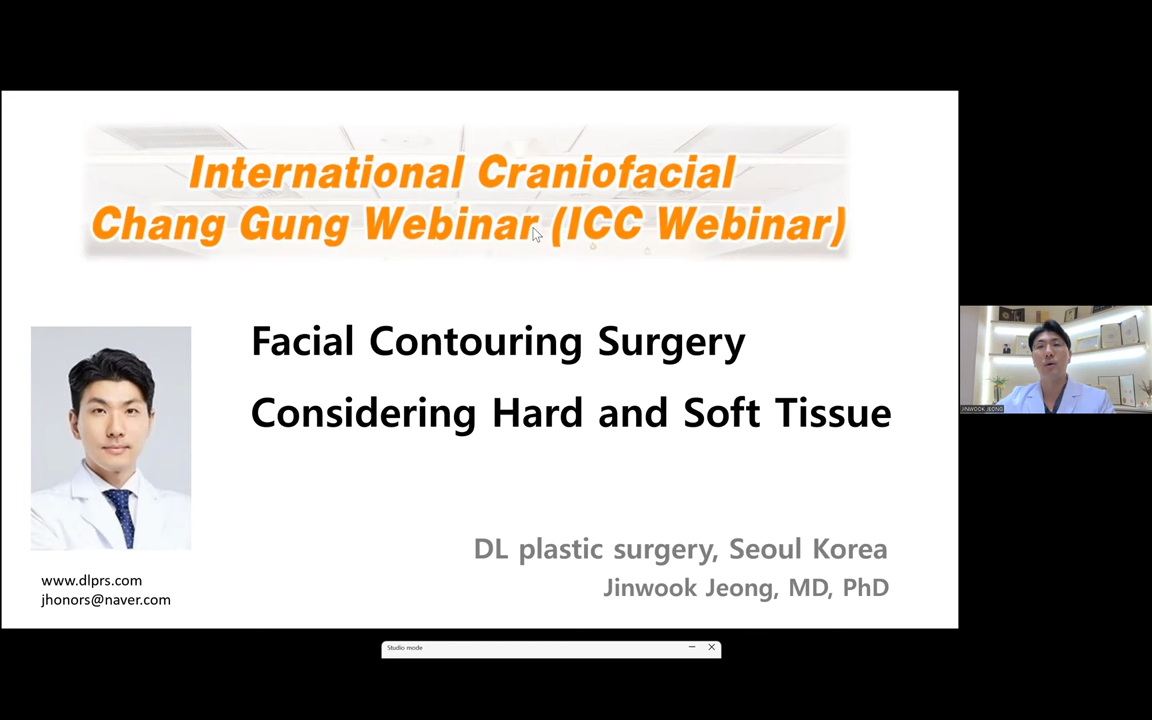 International Craniofacial
Chang Gung Webinar (ICC Webinar)
Facial Contouring Surgery
Considering Hard and Soft Tissue
DL plastic surgery, Seoul Korea
Jinwook Jeong, MD, PhD
www.dlprs.com
jhonors@naver.com
JINWOOK JEONG
Studio mode